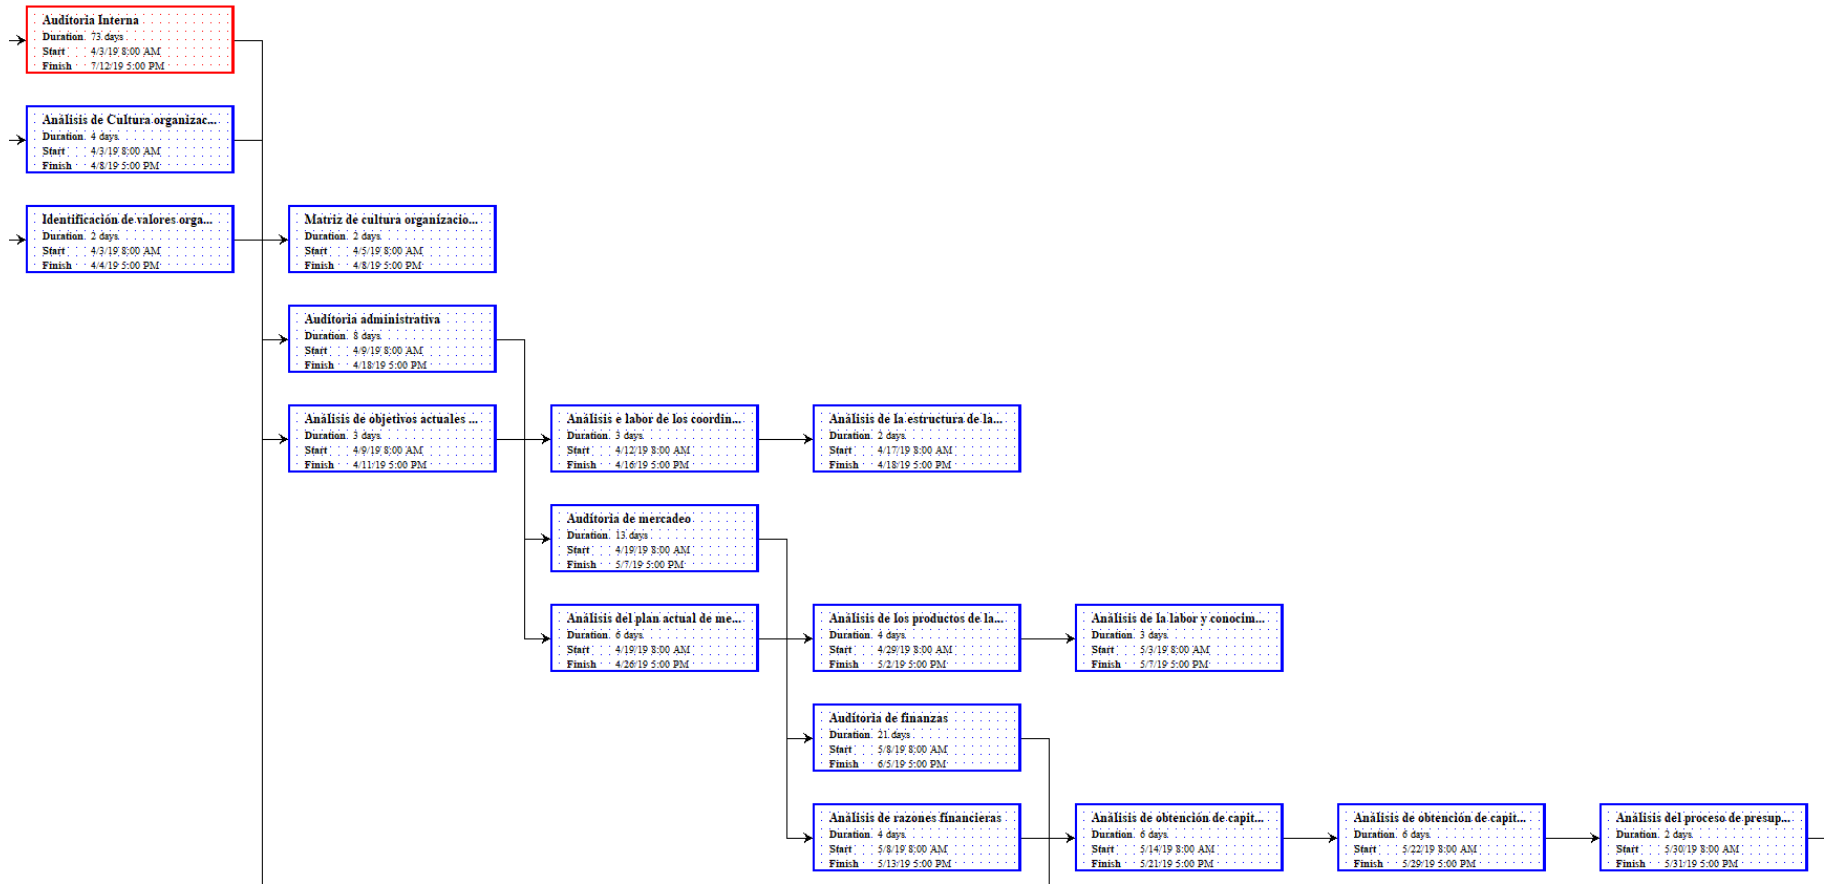 Auditoria Interna
Duration 73 days
Start 4/3/19 8:00 AM
Finish 7/12/19 5:00 PM
Análisis de Cultura organizac...
Duration 4 days
Start 4/3/19 8:00 AM
Finish 4/8/19 5:00 PM
Identificación de valores orga...
Duration 2 days
Start 4/3/19 8:00 AM
Finish 4/4/19 5:00 PM
Matriz de cultura organizacio...
Duration 2 days
Start 4/5/19 8:00 AM
Finish 4/8/19 5:00 PM
Auditoria administrativa
Duration 8 days
Start 4/9/19 8:00 AM
Finish 4/18/19 5:00 PM
Análisis de objetivos actuales ...
Duration 3 days
Start 4/9/19 8:00 AM
Finish 4/11/19 5:00 PM
Análisis e labor de los coordin...
Duration 3 days
Start 4/12/19 8:00 AM
Finish 4/16/19 5:00 PM
Análisis de la estructura de la...
Duration 2 days
Start 4/17/19 8:00 AM
Finish 4/18/19 5:00 PM
Auditoria de mercadeo
Duration 13 days
Start 4/19/19 8:00 AM
Finish 5/7/19 5:00 PM
Análisis del plan actual de me...
Duration 6 days
Start 4/19/19 8:00 AM
Finish 4/26/19 5:00 PM
Análisis de los productos de la...
Duration 4 days
Start 4/29/19 8:00 AM
Finish 5/2/19 5:00 PM
Análisis de la labor y conocim...
Duration 3 days
Start 5/3/19 8:00 AM
Finish 5/7/19 5:00 PM
Auditoria de finanzas
Duration 21 days
Start 5/8/19 8:00 AM
Finish 6/5/19 5:00 PM
Análisis de razones financieras
Duration 4 days
Start 5/8/19 8:00 AM
Finish 5/13/19 5:00 PM
Análisis de obtención de capit...
Duration 6 days
Start 5/14/19 8:00 AM
Finish 5/21/19 5:00 PM
Análisis de obtención de capit...
Duration 6 days
Start 5/22/19 8:00 AM
Finish 5/29/19 5:00 PM
Análisis del proceso de presup...
Duration 2 days
Start 5/30/19 8:00 AM
Finish 5/31/19 5:00 PM